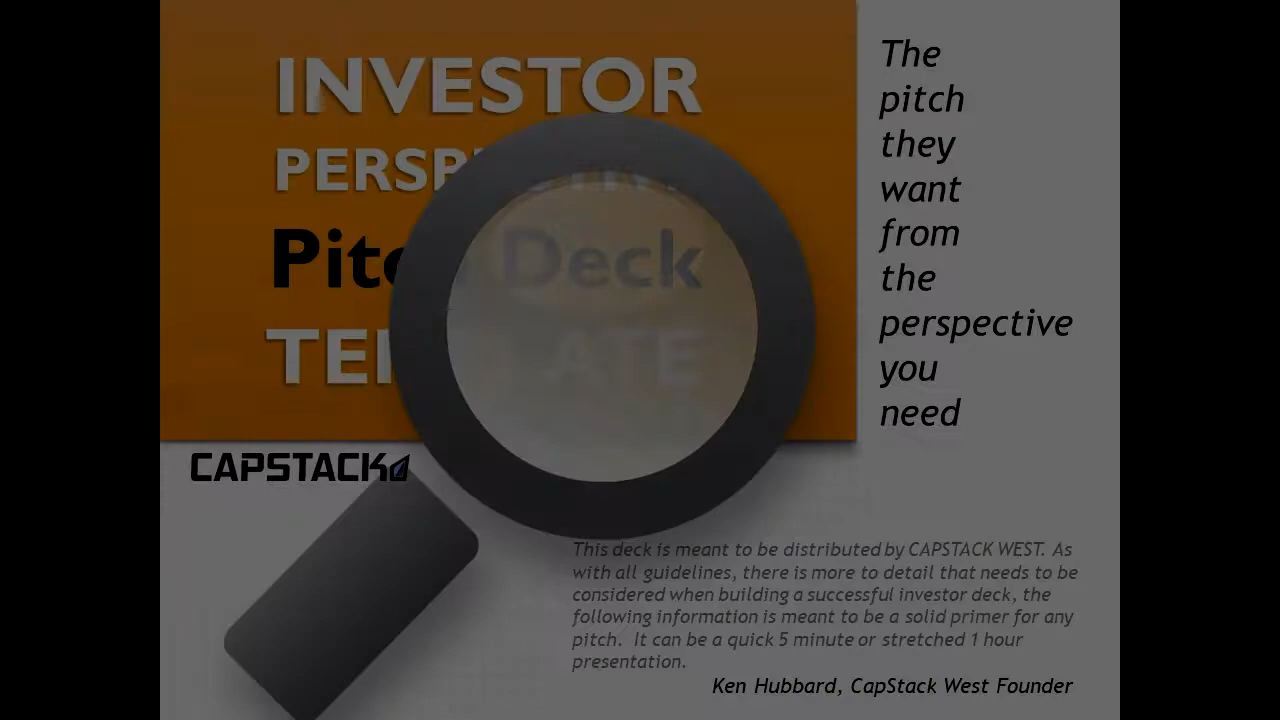 INVESTOR
PERSPECTIVE
Pitch Deck
TEMPLATE
The
pitch
they
want
from
the
perspective
you
need
CAPSTACK
This deck is meant to be distributed by CAPSTACK WEST. As
with all guidelines, there is more to detail that needs to be
considered when building a successful investor deck, the
following information is meant to be a solid primer for any
pitch. It can be a quick 5 minute or stretched 1 hour
presentation.
Ken Hubbard, CapStack West Founder